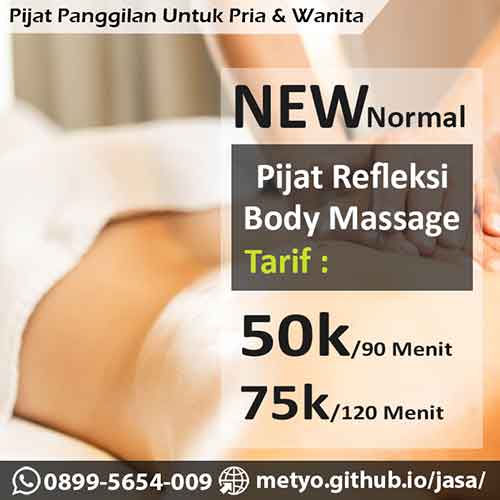 Pijat Panggilan Untuk Pria & Wanita
NEW Normal
Pijat Refleksi
Body Massage
Tarif :
50k/90 Menit
75k/120 Menit
0899-5654-009 metyo.github.io/jasa/